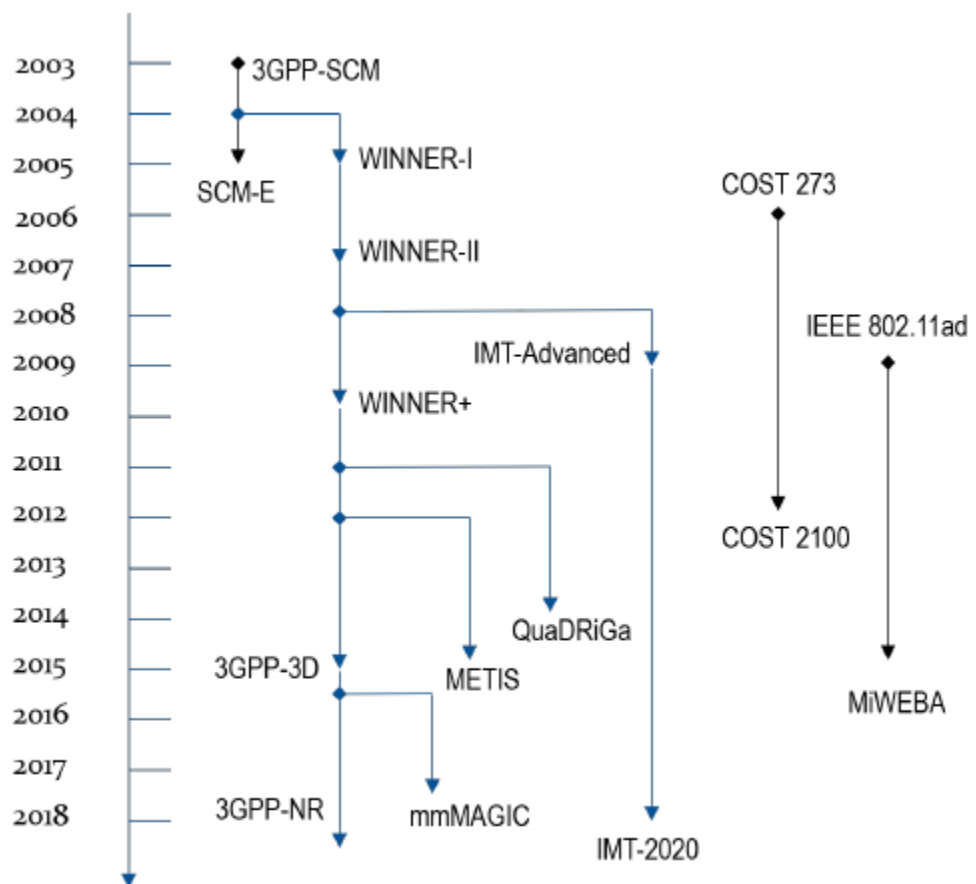 2003
3GPP-SCM
2004
2005
WINNER-I
SCM-E
COST 273
2006
WINNER-II
2007
2008
IEEE 802.11ad
IMT-Advanced
2009
WINNER+
2010
2011
2012
COST 2100
2013
2014
QuaDRiGa
2015
3GPP-3D
METIS
MiWEBA
2016
2017
2018
3GPP-NR
mmMAGIC
IMT-2020